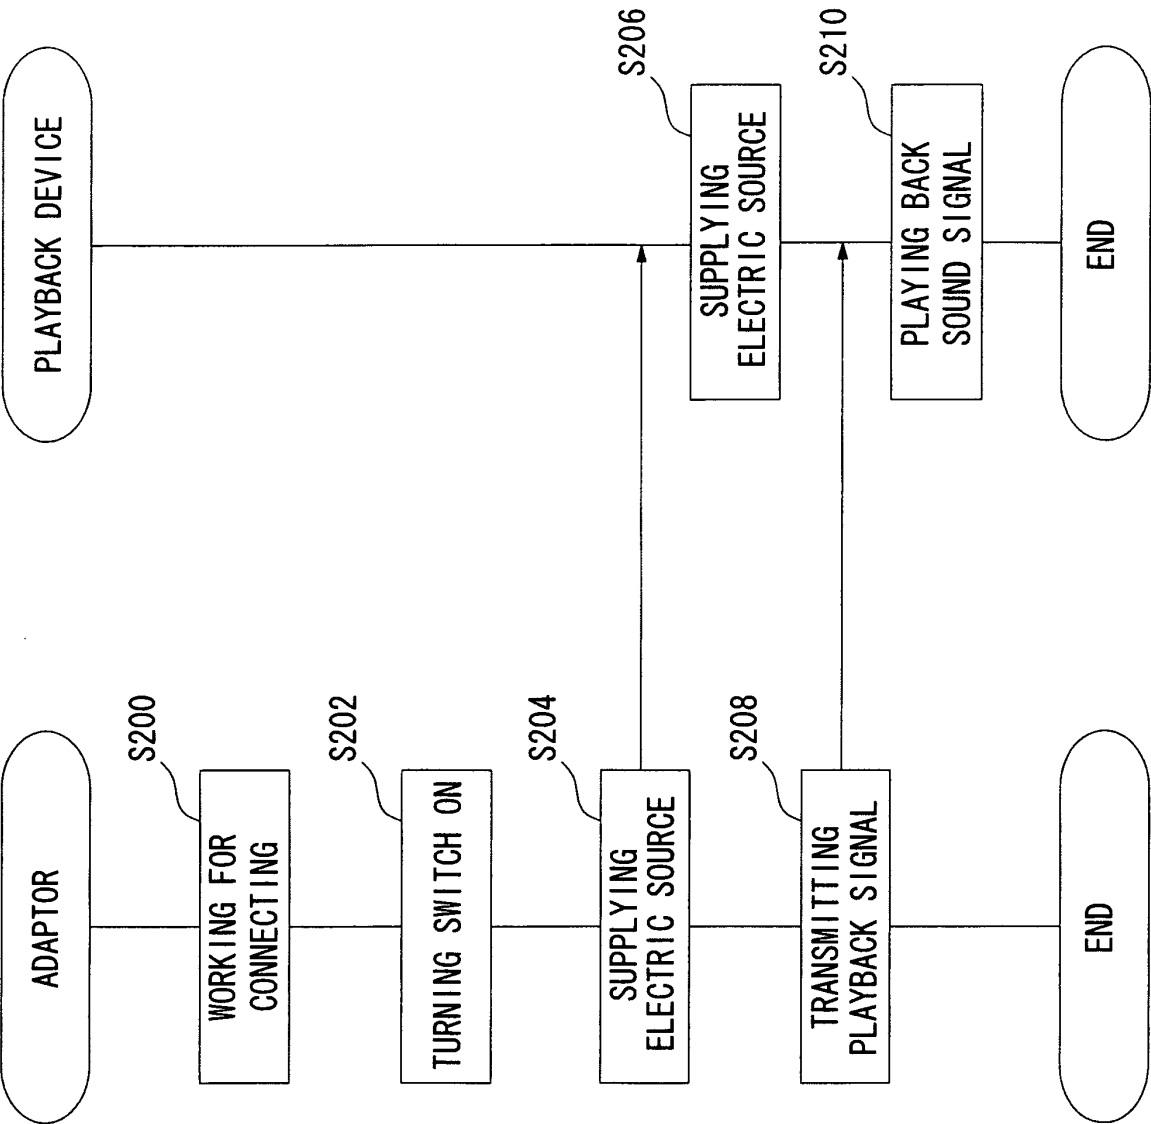 ADAPTOR
PLAYBACK DEVICE
S200
WORKING FOR
CONNECTING
S202
TURNING SWITCH ON
S204
SUPPLYING
ELECTRIC SOURCE
S206
SUPPLYING
ELECTRIC SOURCE
S208
TRANSMITTING
PLAYBACK SIGNAL
S210
PLAYING BACK
SOUND SIGNAL
END
END